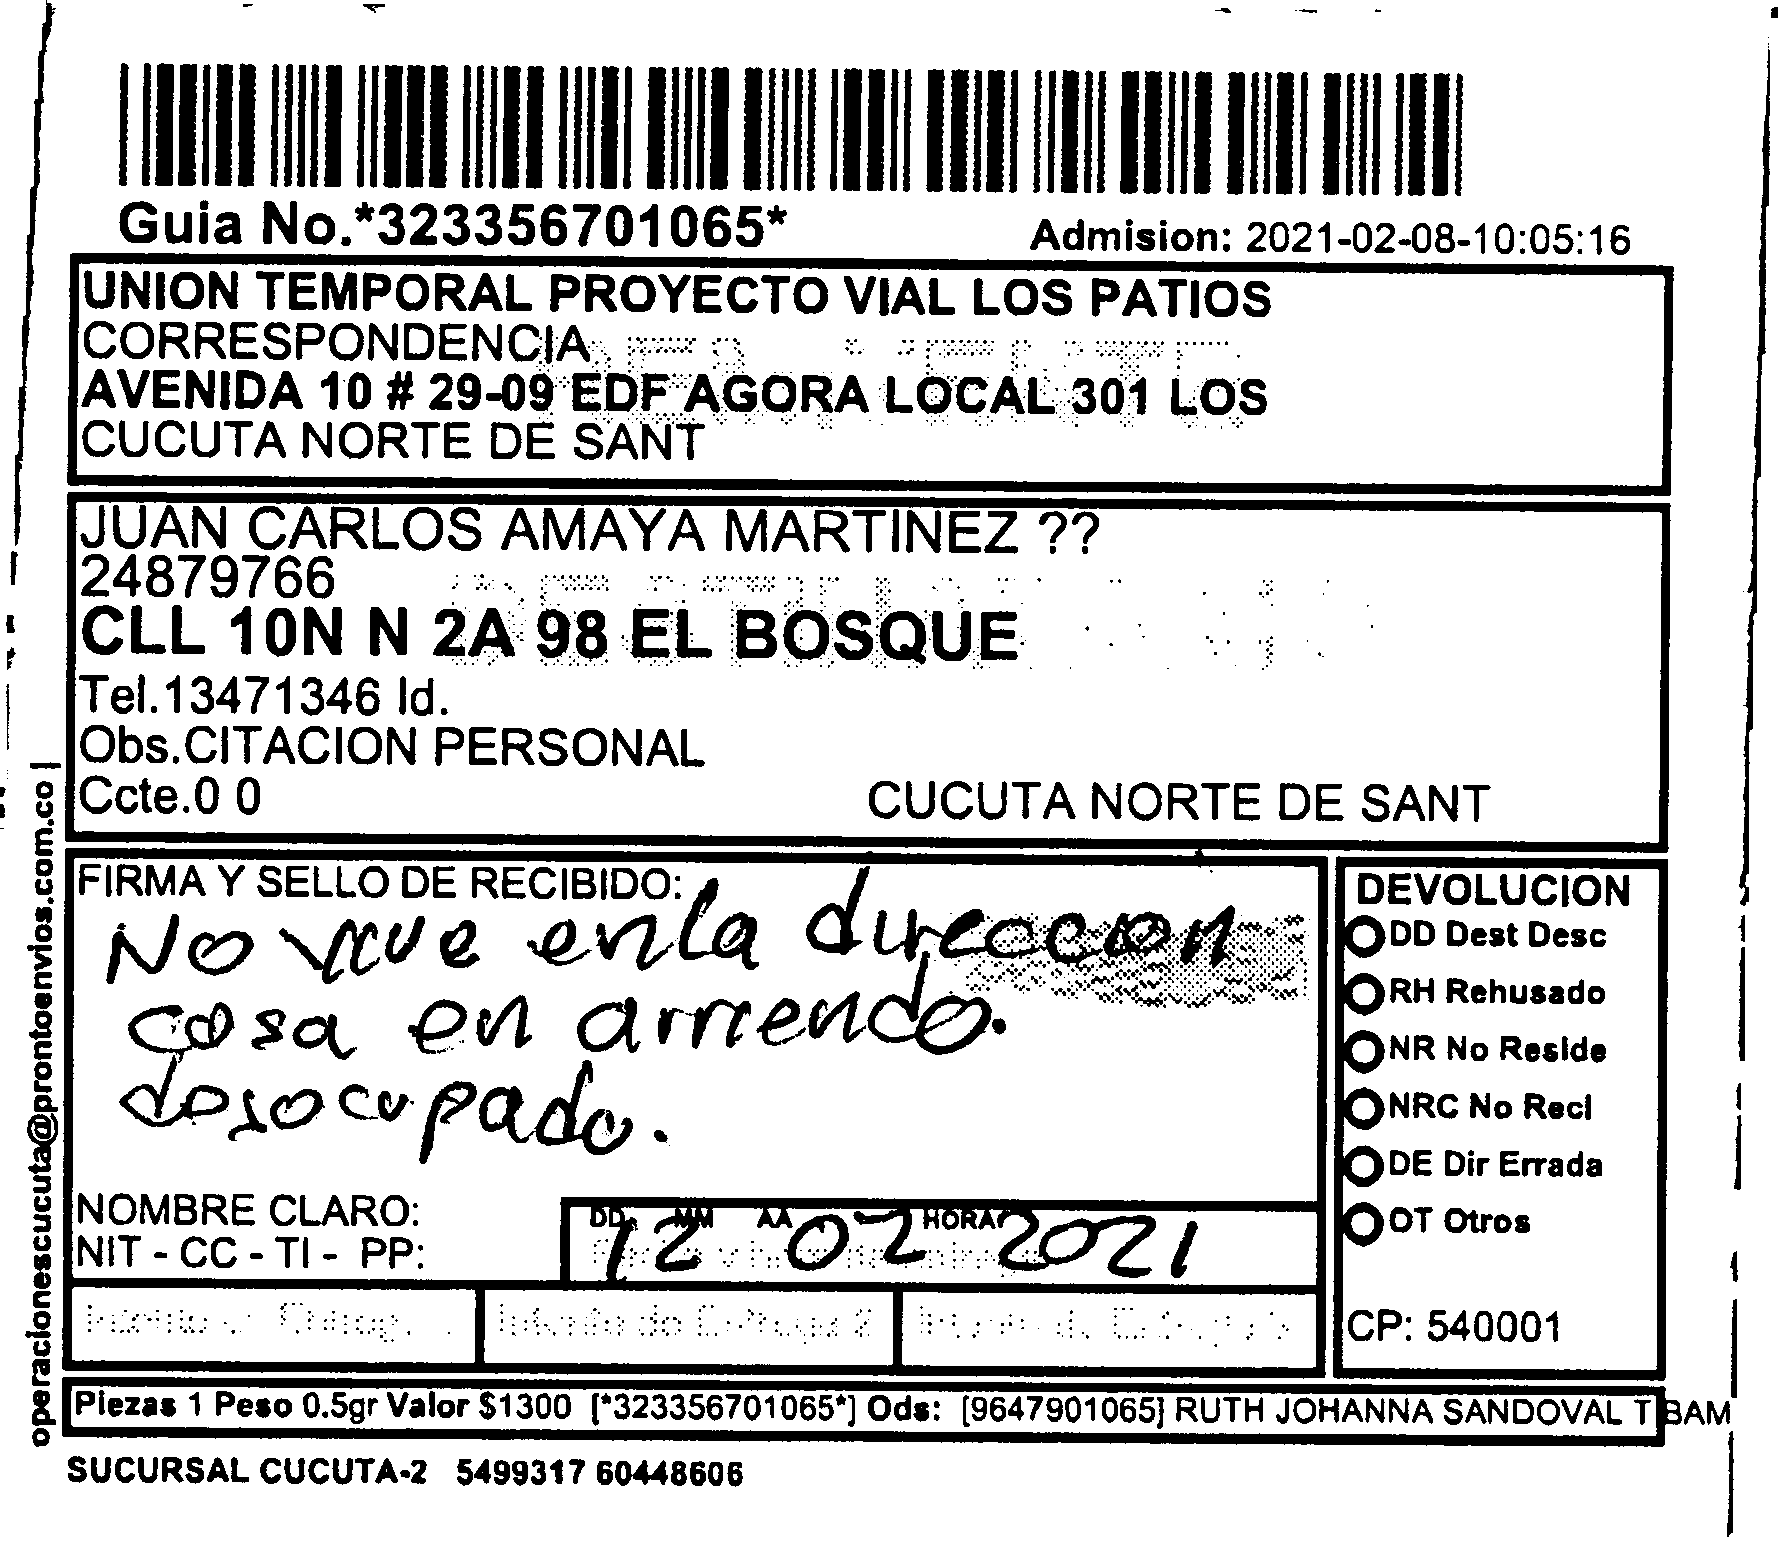 Guia No.*323356701065*
Admision: 2021-02-08-10:05:16
UNION TEMPORAL PROYECTO VIAL LOS PATIOS
CORRESPONDENCIA
AVENIDA 10 # 29-09 EDF AGORA LOCAL 301 LOS
CUCUTA NORTE DE SANT
JUAN CARLOS AMAYA MARTINEZ ??
24879766
CLL 10N N 2A 98 EL BOSQUE
Tel.13471346 Id.
Obs.CITACION PERSONAL
Ccte.0 0 CUCUTA NORTE DE SANT
FIRMA Y SELLO DE RECIBIDO:
No vive en la direccion
casa en arriendo.
desocupado.
NOMBRE CLARO:
NIT - CC - TI - PP:
DD MM AA HORA
12 02 2021
DEVOLUCION
DD Dest Desc
RH Rehusado
NR No Reside
NRC No Recl
DE Dir Errada
OT Otros
CP: 540001
Piezas 1 Peso 0.5gr Valor $1300 [*323356701065*] Ods: [9647901065] RUTH JOHANNA SANDOVAL TIBAM
SUCURSAL CUCUTA-2 5499317 60448606
operacionescucuta@prontoenvios.com.co |